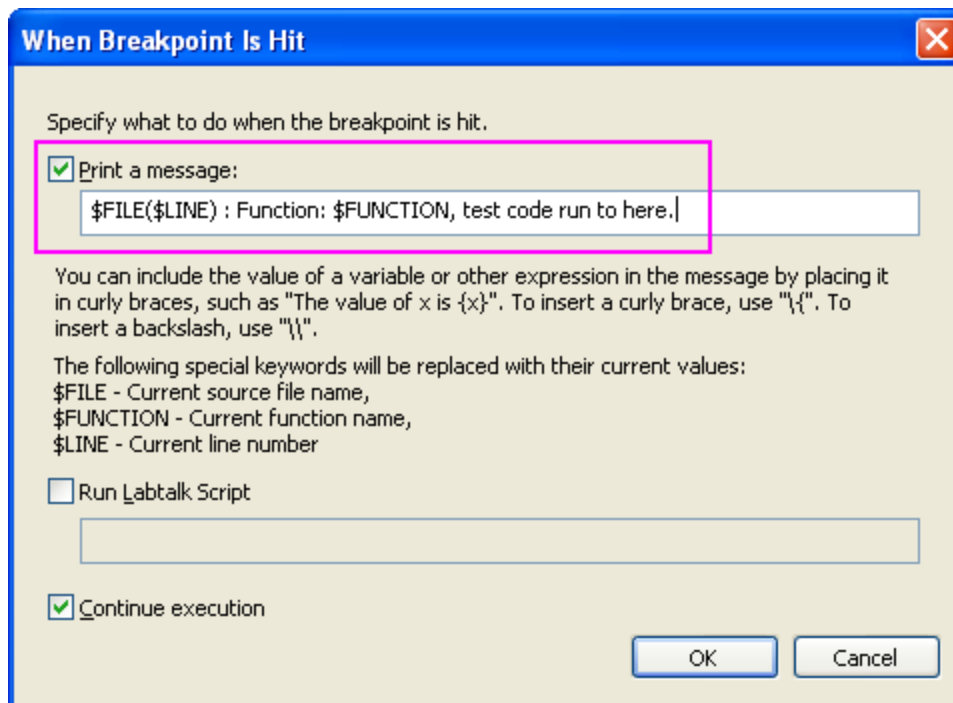 When Breakpoint Is Hit
Specify what to do when the breakpoint is hit.
Print a message:
$FILE($LINE) : Function: $FUNCTION, test code run to here.
You can include the value of a variable or other expression in the message by placing it
in curly braces, such as "The value of x is {x}". To insert a curly brace, use "\{". To
insert a backslash, use "\\".
The following special keywords will be replaced with their current values:
$FILE - Current source file name,
$FUNCTION - Current function name,
$LINE - Current line number
Run Labtalk Script
Continue execution
OK
Cancel